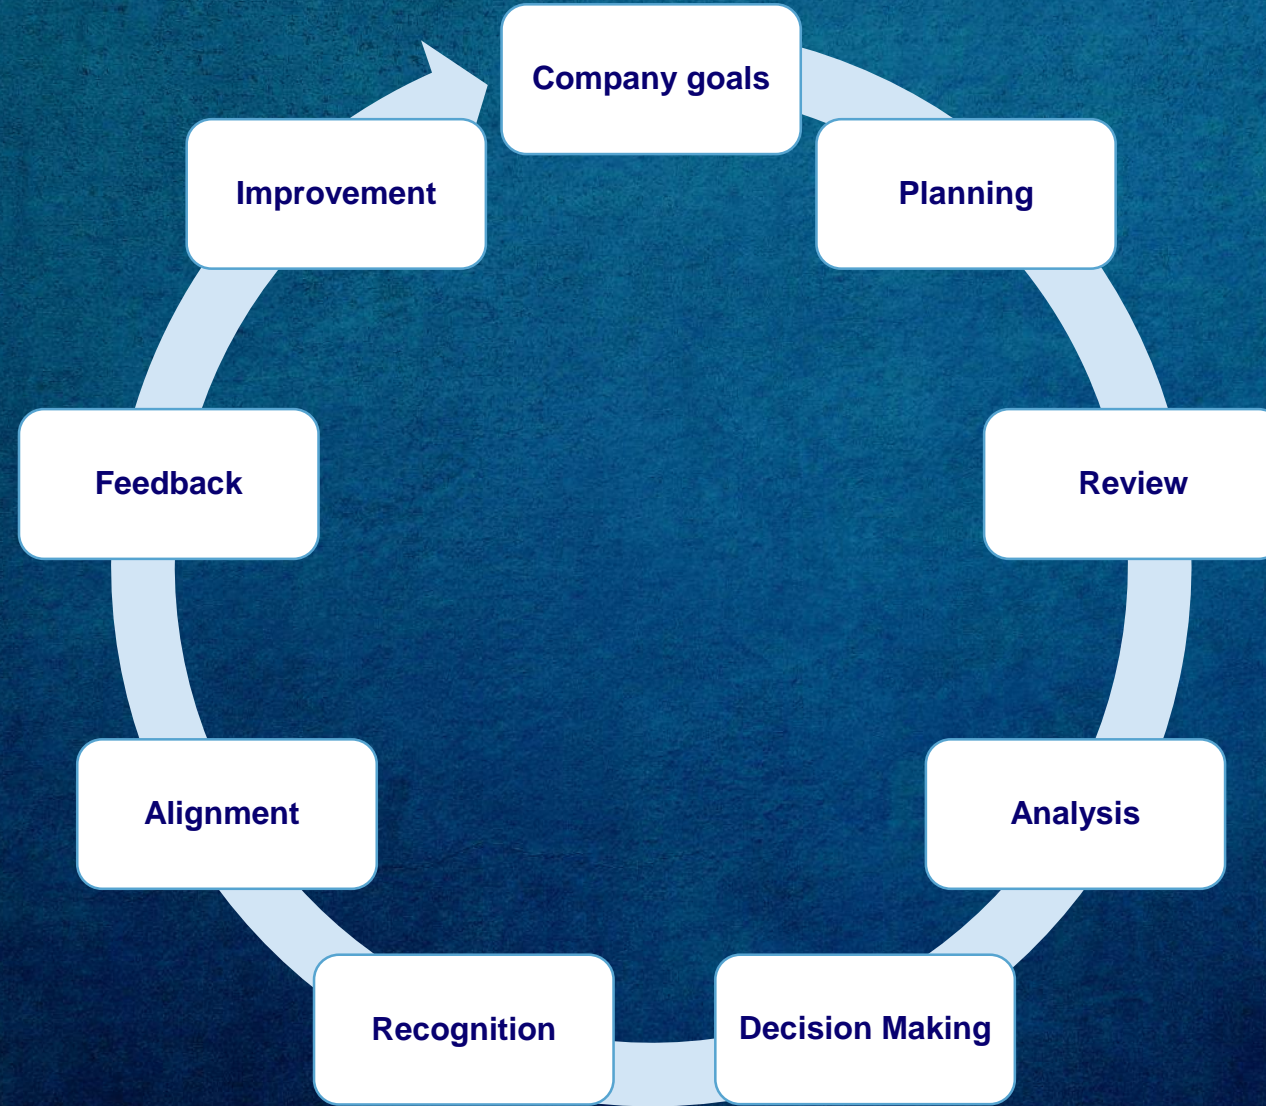 Company goals
Planning
Review
Analysis
Decision Making
Recognition
Alignment
Feedback
Improvement